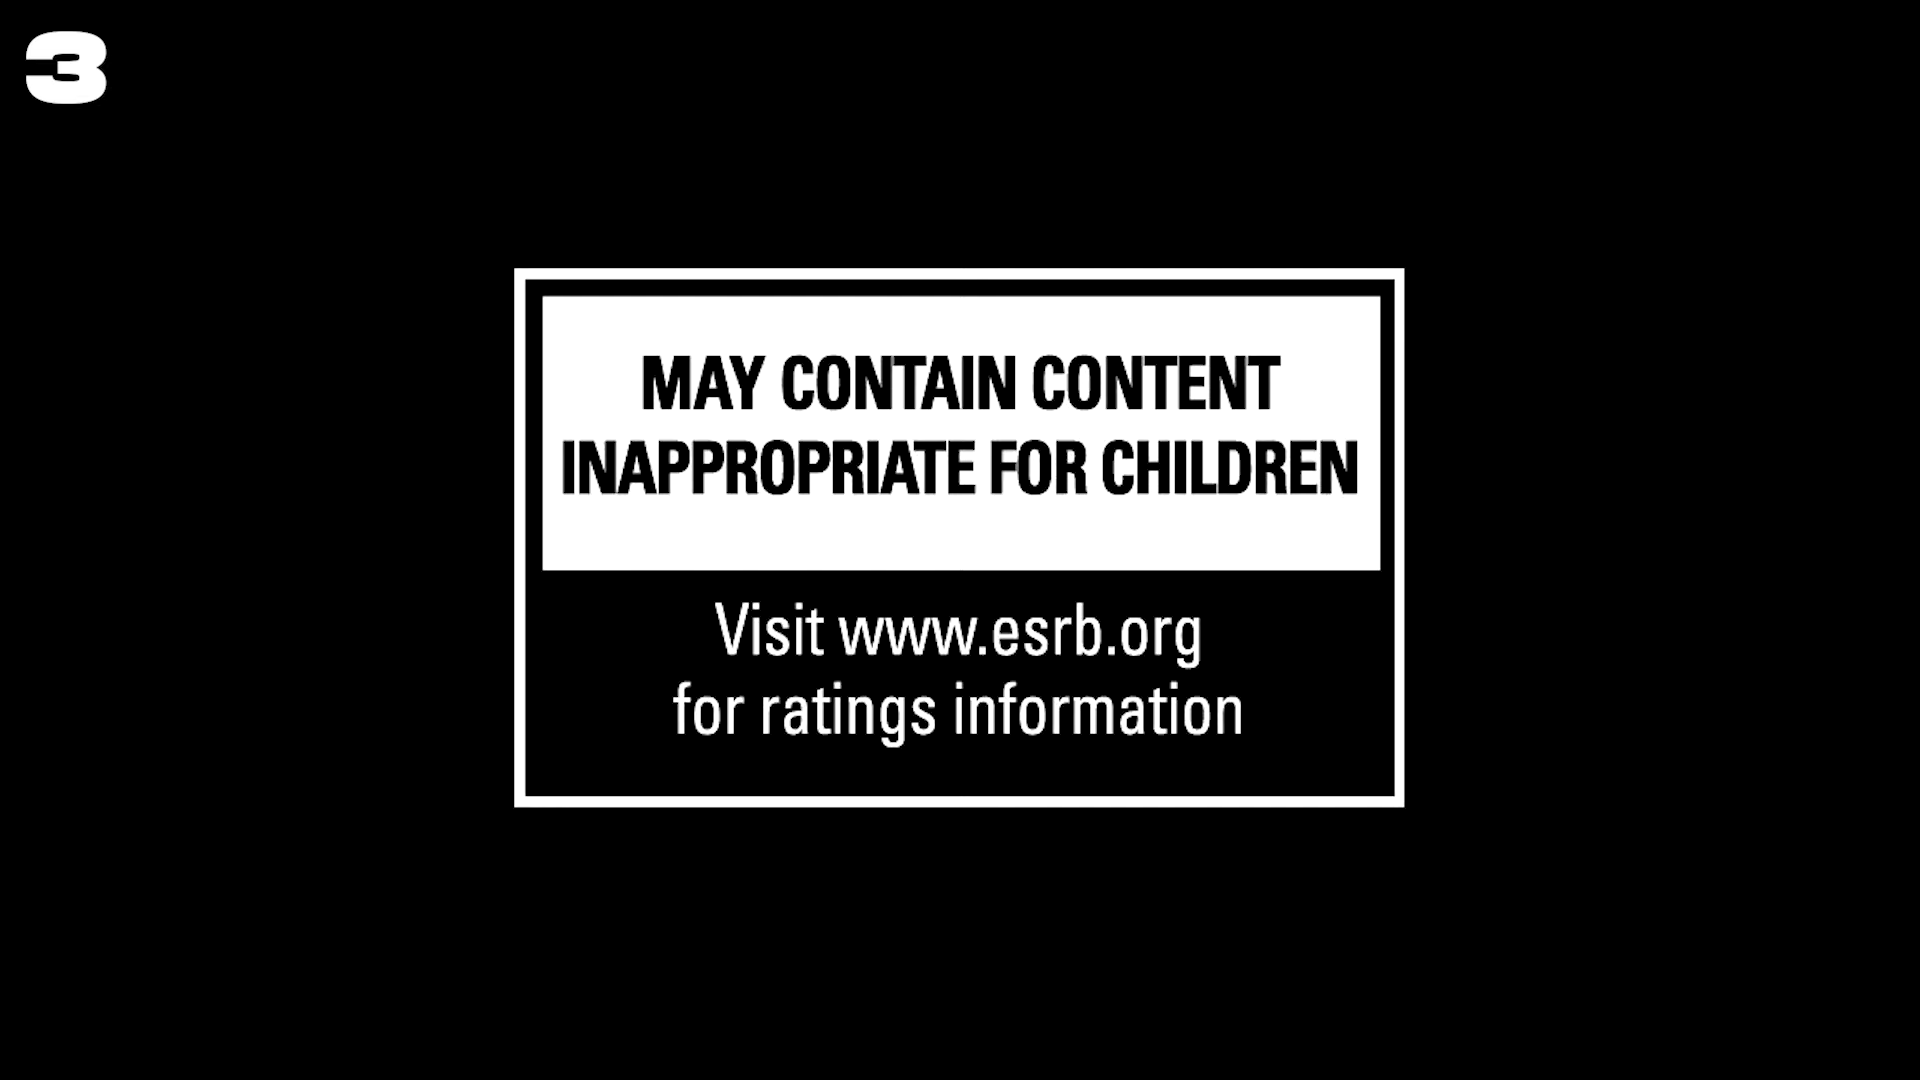 3
MAY CONTAIN CONTENT
INAPPROPRIATE FOR CHILDREN
Visit www.esrb.org
for ratings information